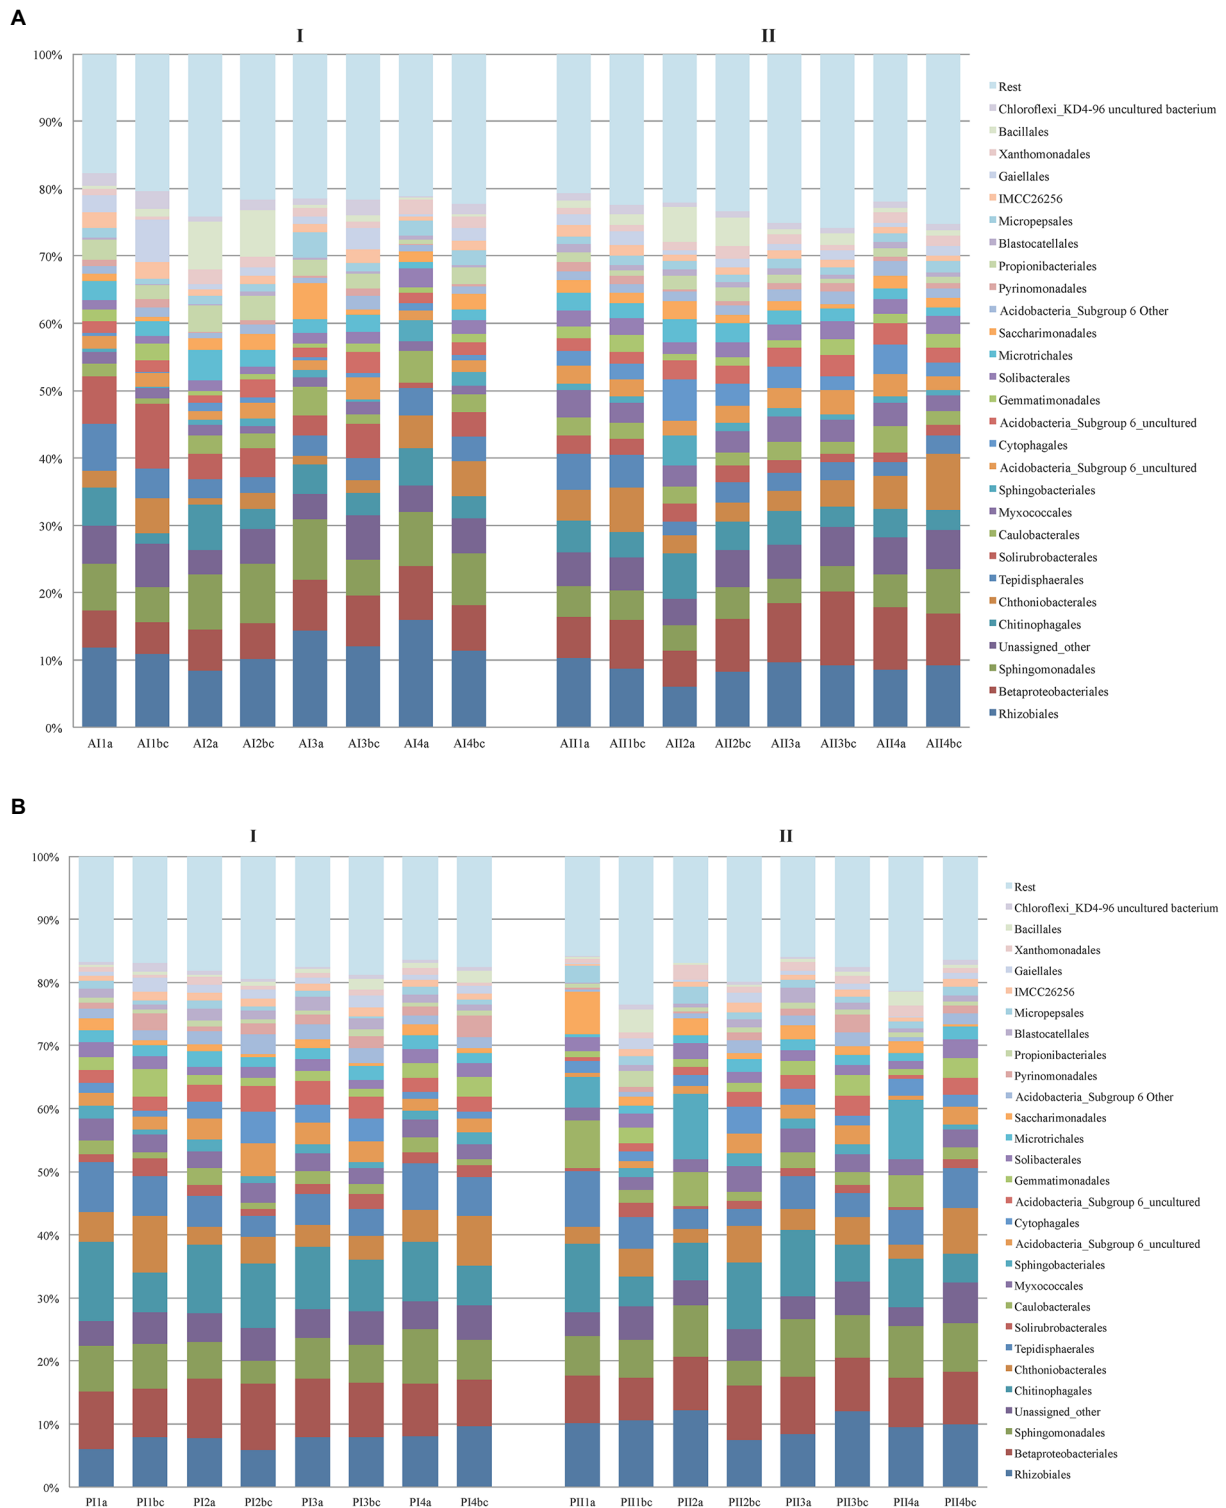 A
I II
100%
90%
80%
70%
60%
50%
40%
30%
20%
10%
0%
AI1a AI1bc AI2a AI2bc AI3a AI3bc AI4a AI4bc AII1a AII1bc AII2a AII2bc AII3a AII3bc AII4a AII4bc
Rest
Chloroflexi_KD4-96 uncultured bacterium
Bacillales
Xanthomonadales
Gaiellales
IMCC26256
Micropepsales
Blastocatellales
Propionibacteriales
Pyrinomonadales
Acidobacteria_Subgroup 6 Other
Saccharimonadales
Microtrichales
Solibacterales
Gemmatimonadales
Acidobacteria_Subgroup 6_uncultured
Cytophagales
Acidobacteria_Subgroup 6_uncultured
Sphingobacteriales
Myxococcales
Caulobacterales
Solirubrobacterales
Tepidisphaerales
Chthoniobacterales
Chitinophagales
Unassigned_other
Sphingomonadales
Betaproteobacteriales
Rhizobiales
B
I II
100%
90%
80%
70%
60%
50%
40%
30%
20%
10%
0%
PI1a PI1bc PI2a PI2bc PI3a PI3bc PI4a PI4bc PII1a PII1bc PII2a PII2bc PII3a PII3bc PII4a PII4bc
Rest
Chloroflexi_KD4-96 uncultured bacterium
Bacillales
Xanthomonadales
Gaiellales
IMCC26256
Micropepsales
Blastocatellales
Propionibacteriales
Pyrinomonadales
Acidobacteria_Subgroup 6 Other
Saccharimonadales
Microtrichales
Solibacterales
Gemmatimonadales
Acidobacteria_Subgroup 6_uncultured
Cytophagales
Acidobacteria_Subgroup 6_uncultured
Sphingobacteriales
Myxococcales
Caulobacterales
Solirubrobacterales
Tepidisphaerales
Chthoniobacterales
Chitinophagales
Unassigned_other
Sphingomonadales
Betaproteobacteriales
Rhizobiales